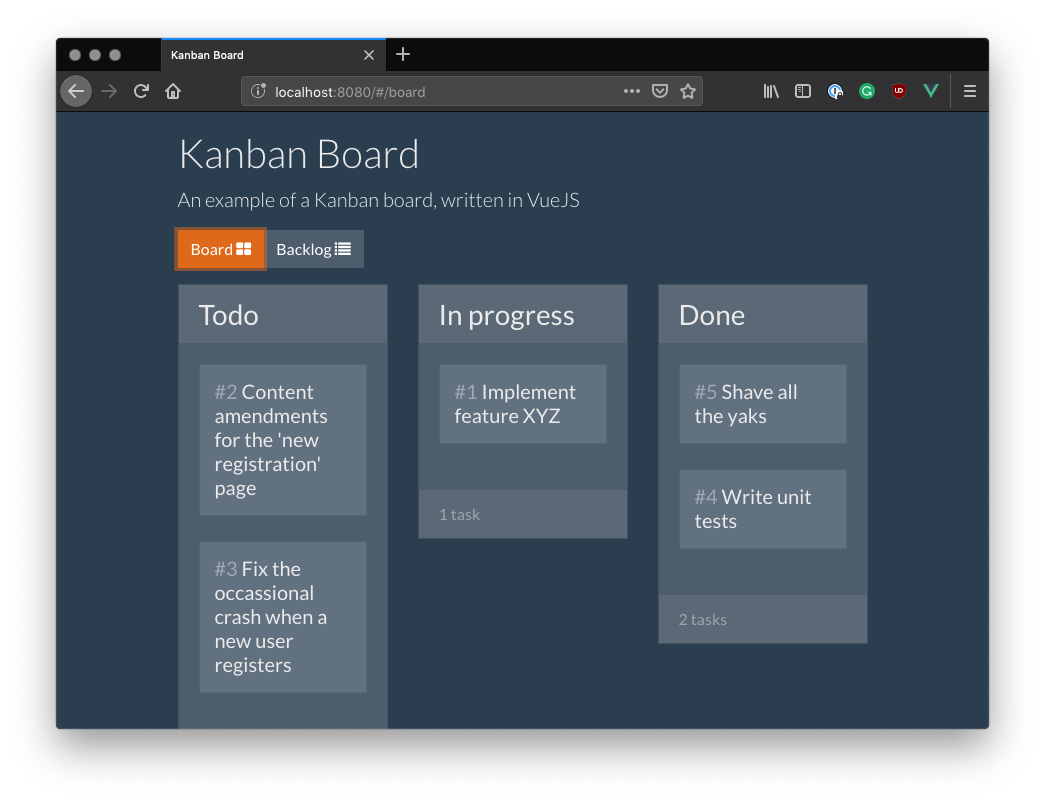 Kanban Board
localhost:8080/#/board
Kanban Board
An example of a Kanban board, written in VueJS
Board
Backlog
Todo
#2 Content
amendments
for the 'new
registration'
page
#3 Fix the
occassional
crash when a
new user
registers
In progress
#1 Implement
feature XYZ
1 task
Done
#5 Shave all
the yaks
#4 Write unit
tests
2 tasks